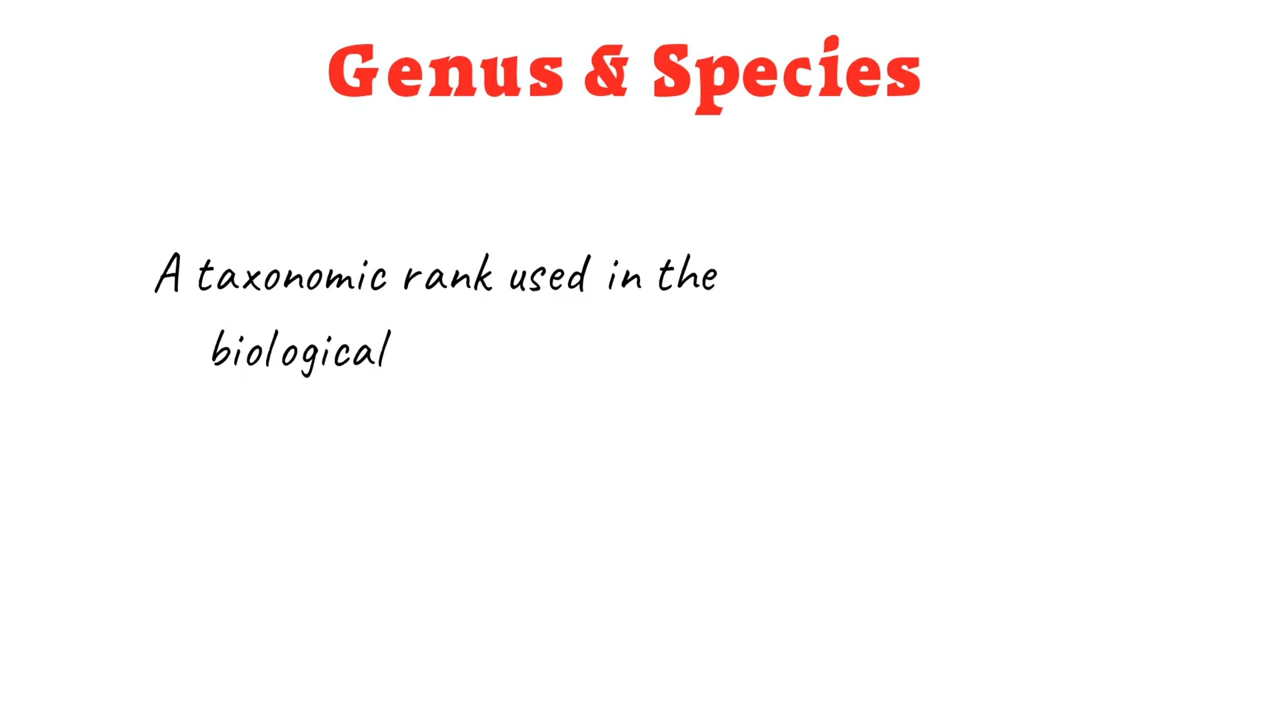 Genus & Species
A taxonomic rank used in the
biological